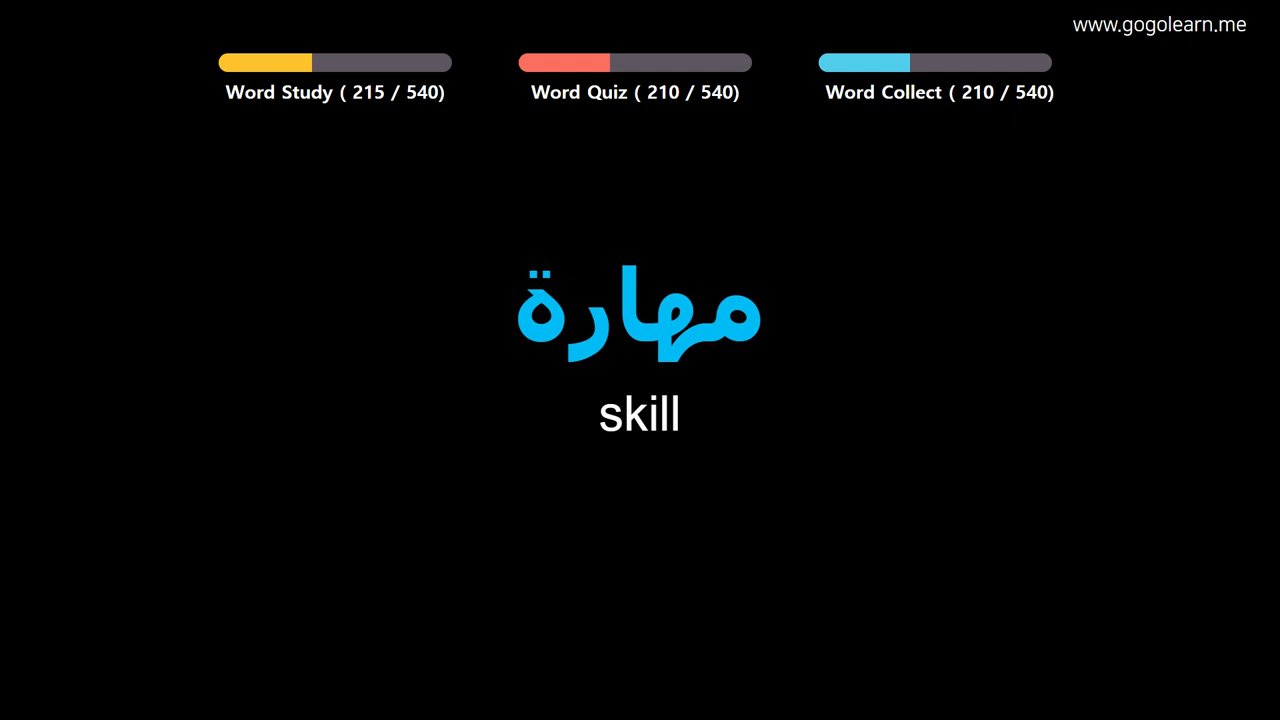 www.gogolearn.me
Word Study ( 215 / 540)
Word Quiz ( 210 / 540)
Word Collect ( 210 / 540)
مهارة
skill